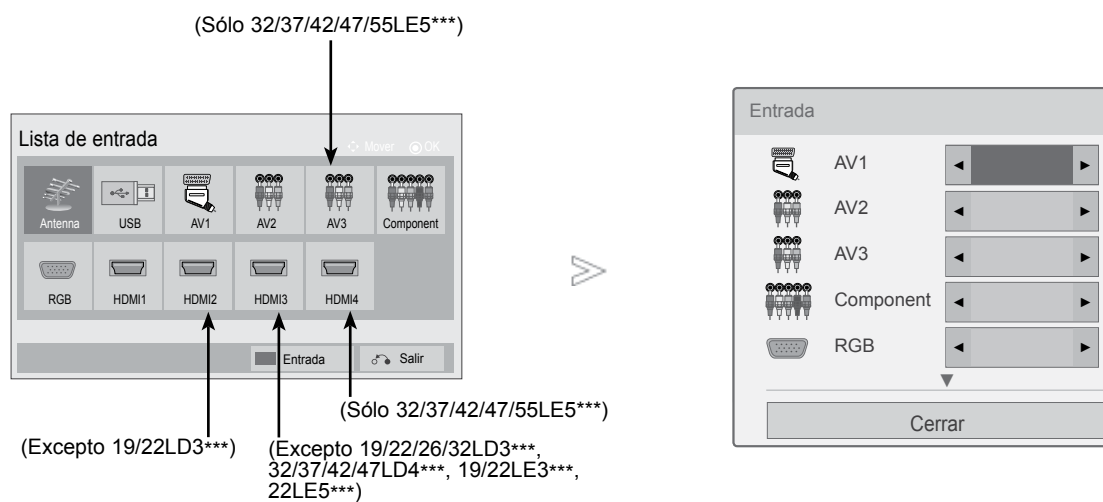 (Sólo 32/37/42/47/55LE5***)
Lista de entrada
Mover OK
Antenna USB AV1 AV2 AV3 Component
RGB HDMI1 HDMI2 HDMI3 HDMI4
Entrada Salir
(Sólo 32/37/42/47/55LE5***)
(Excepto 19/22LD3***)
(Excepto 19/22/26/32LD3***,
32/37/42/47LD4***, 19/22LE3***,
22LE5***)
Entrada
AV1
AV2
AV3
Component
RGB
Cerrar